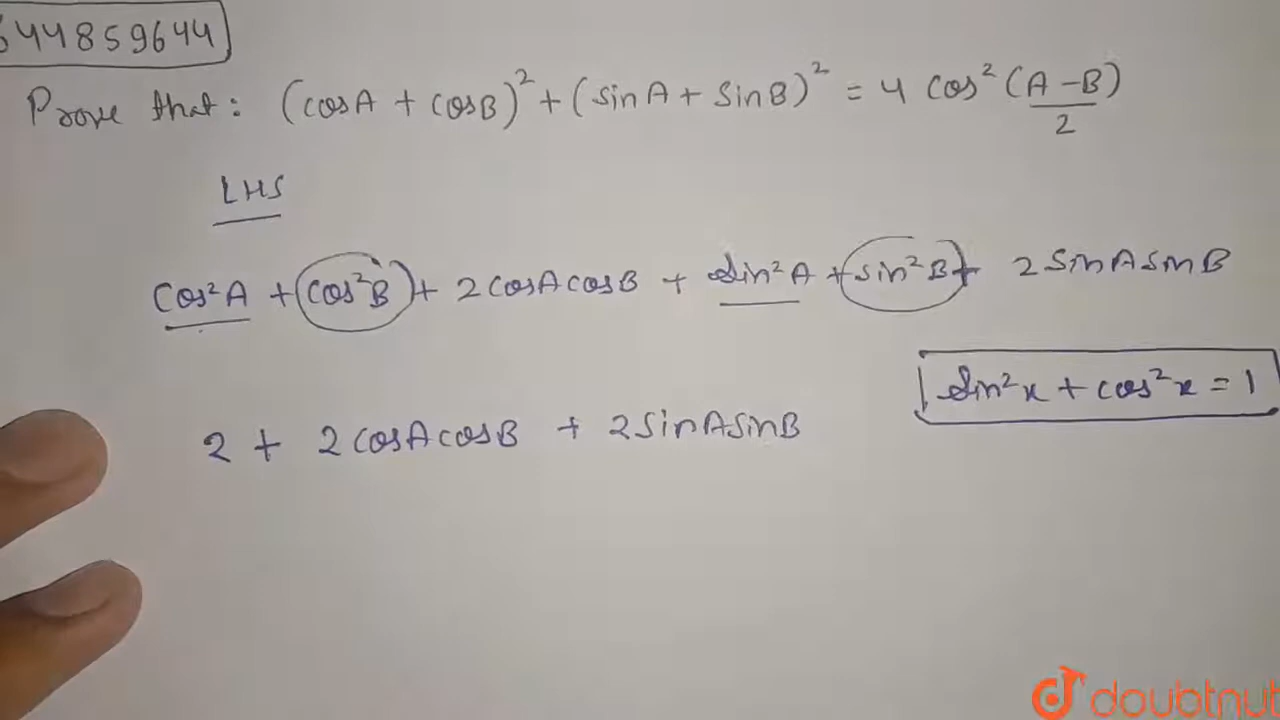 644859644
Prove that: (cosA + cosB)² + (sinA + sinB)² = 4 cos² (A-B)/2
LHS
cos²A + cos²B + 2cosAcosB + sin²A + sin²B + 2sinAsinB
sin²x + cos²x = 1
2 + 2cosAcosB + 2sinAsinB
doubtnut